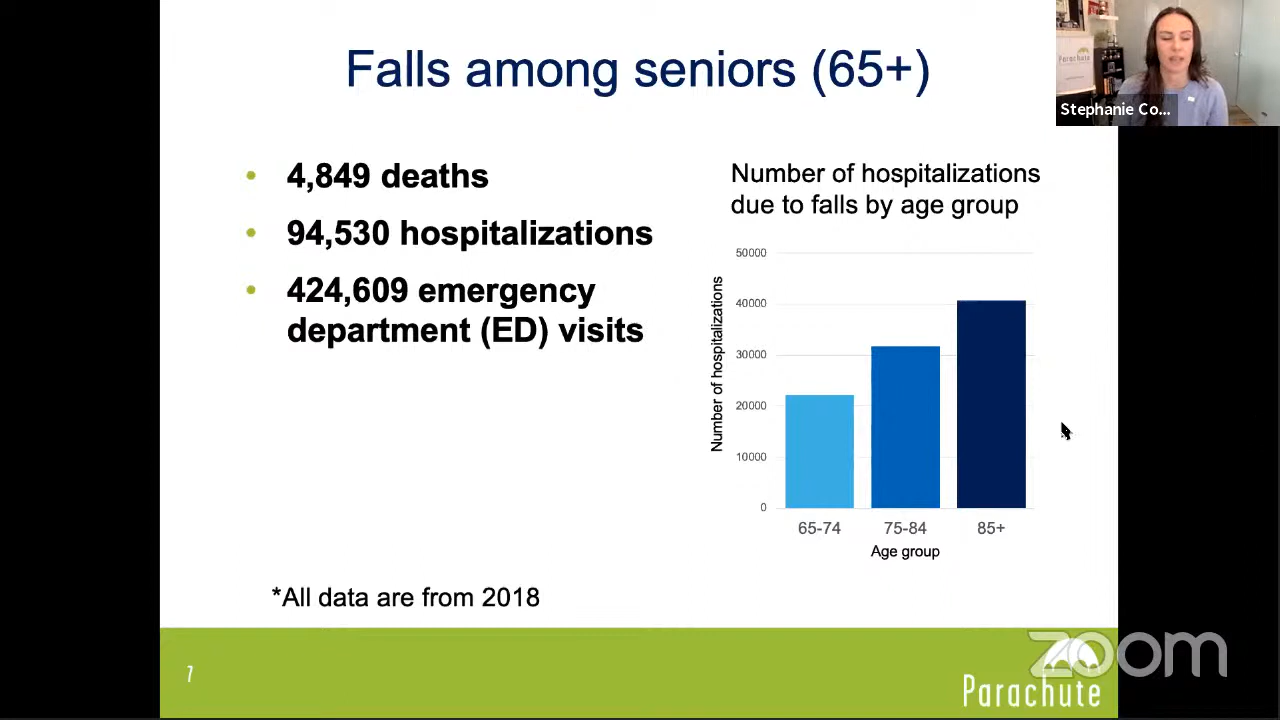 Falls among seniors (65+)
Parachute
Stephanie Co...
• 4,849 deaths
• 94,530 hospitalizations
• 424,609 emergency
department (ED) visits
Number of hospitalizations
due to falls by age group
Number of hospitalizations
50000
40000
30000
20000
10000
0
65-74 75-84 85+
Age group
*All data are from 2018
7
Parachute
zoom